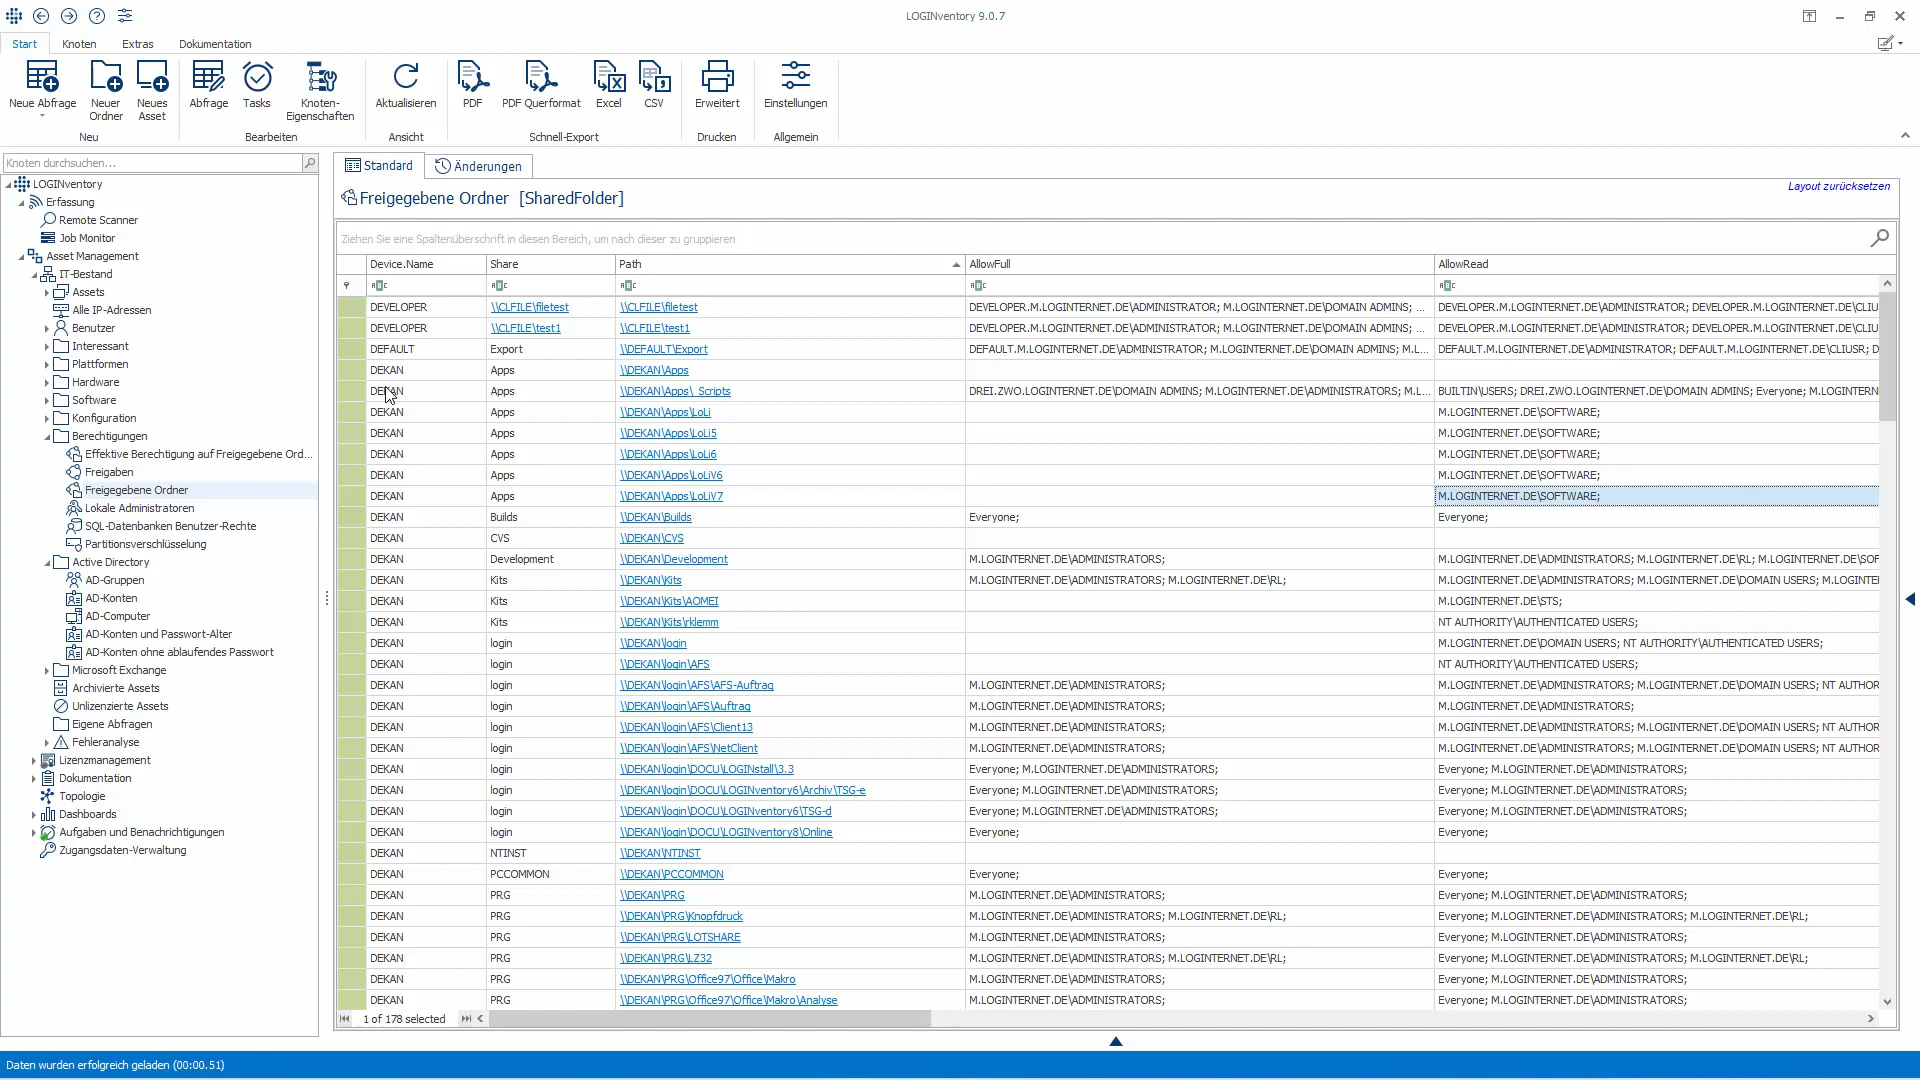 LOGINventory 9.0.7
Start Knoten Extras Dokumentation
Neue Abfrage Neuer Ordner Neues Asset Abfrage Tasks Knoten-Eigenschaften Aktualisieren PDF PDF Querformat Excel CSV Erweitert Einstellungen
Neu Bearbeiten Ansicht Schnell-Export Drucken Allgemein
Knoten durchsuchen...
LOGINventory
Erfassung
Remote Scanner
Job Monitor
Asset Management
IT-Bestand
Assets
Alle IP-Adressen
Benutzer
Interessant
Plattformen
Hardware
Software
Konfiguration
Berechtigungen
Effektive Berechtigung auf Freigegebene Ord...
Freigaben
Freigegebene Ordner
Lokale Administratoren
SQL-Datenbanken Benutzer-Rechte
Partitionsverschlüsselung
Active Directory
AD-Gruppen
AD-Konten
AD-Computer
AD-Konten und Passwort-Alter
AD-Konten ohne ablaufendes Passwort
Microsoft Exchange
Archivierte Assets
Unlizenzierte Assets
Eigene Abfragen
Fehleranalyse
Lizenzmanagement
Dokumentation
Topologie
Dashboards
Aufgaben und Benachrichtigungen
Zugangsdaten-Verwaltung
Standard Änderungen
Layout zurücksetzen
Freigegebene Ordner [SharedFolder]
Ziehen Sie eine Spaltenüberschrift in diesen Bereich, um nach dieser zu gruppieren
Device.Name Share Path AllowFull AllowRead
DEVELOPER \\CLFILE\filetest \\CLFILE\filetest DEVELOPER.M.LOGINTERNET.DE\ADMINISTRATOR; M.LOGINTERNET.DE\DOMAIN ADMINS; ... DEVELOPER.M.LOGINTERNET.DE\ADMINISTRATOR; DEVELOPER.M.LOGINTERNET.DE\CLIU
DEVELOPER \\CLFILE\test1 \\CLFILE\test1 DEVELOPER.M.LOGINTERNET.DE\ADMINISTRATOR; M.LOGINTERNET.DE\DOMAIN ADMINS; ... DEVELOPER.M.LOGINTERNET.DE\ADMINISTRATOR; DEVELOPER.M.LOGINTERNET.DE\CLIU
DEFAULT Export \\DEFAULT\Export DEFAULT.M.LOGINTERNET.DE\ADMINISTRATOR; M.LOGINTERNET.DE\DOMAIN ADMINS; M.L... DEFAULT.M.LOGINTERNET.DE\ADMINISTRATOR; DEFAULT.M.LOGINTERNET.DE\CLIUSR; D
DEKAN Apps \\DEKAN\Apps
DEKAN Apps \\DEKAN\Apps\_Scripts DREI.ZWO.LOGINTERNET.DE\DOMAIN ADMINS; M.LOGINTERNET.DE\ADMINISTRATORS; M.L... BUILTIN\USERS; DREI.ZWO.LOGINTERNET.DE\DOMAIN ADMINS; Everyone; M.LOGINTERN
DEKAN Apps \\DEKAN\Apps\LoLi M.LOGINTERNET.DE\SOFTWARE;
DEKAN Apps \\DEKAN\Apps\LoLi5 M.LOGINTERNET.DE\SOFTWARE;
DEKAN Apps \\DEKAN\Apps\LoLi6 M.LOGINTERNET.DE\SOFTWARE;
DEKAN Apps \\DEKAN\Apps\LoLiV6 M.LOGINTERNET.DE\SOFTWARE;
DEKAN Apps \\DEKAN\Apps\LoLiV7 M.LOGINTERNET.DE\SOFTWARE;
DEKAN Builds \\DEKAN\Builds Everyone; Everyone;
DEKAN CVS \\DEKAN\CVS
DEKAN Development \\DEKAN\Development M.LOGINTERNET.DE\ADMINISTRATORS; M.LOGINTERNET.DE\ADMINISTRATORS; M.LOGINTERNET.DE\RL; M.LOGINTERNET.DE\SOF
DEKAN Kits \\DEKAN\Kits M.LOGINTERNET.DE\ADMINISTRATORS; M.LOGINTERNET.DE\RL; M.LOGINTERNET.DE\ADMINISTRATORS; M.LOGINTERNET.DE\DOMAIN USERS; M.LOGINTE
DEKAN Kits \\DEKAN\Kits\AOMEI M.LOGINTERNET.DE\STS;
DEKAN Kits \\DEKAN\Kits\rklemm NT AUTHORITY\AUTHENTICATED USERS;
DEKAN login \\DEKAN\login M.LOGINTERNET.DE\DOMAIN USERS; NT AUTHORITY\AUTHENTICATED USERS;
DEKAN login \\DEKAN\login\AFS NT AUTHORITY\AUTHENTICATED USERS;
DEKAN login \\DEKAN\login\AFS\AFS-Auftrag M.LOGINTERNET.DE\ADMINISTRATORS; M.LOGINTERNET.DE\ADMINISTRATORS; M.LOGINTERNET.DE\DOMAIN USERS; NT AUTHOR
DEKAN login \\DEKAN\login\AFS\Auftrag M.LOGINTERNET.DE\ADMINISTRATORS; M.LOGINTERNET.DE\ADMINISTRATORS;
DEKAN login \\DEKAN\login\AFS\Client13 M.LOGINTERNET.DE\ADMINISTRATORS; M.LOGINTERNET.DE\ADMINISTRATORS; M.LOGINTERNET.DE\DOMAIN USERS; NT AUTHOR
DEKAN login \\DEKAN\login\AFS\NetClient M.LOGINTERNET.DE\ADMINISTRATORS; M.LOGINTERNET.DE\ADMINISTRATORS; M.LOGINTERNET.DE\DOMAIN USERS; NT AUTHOR
DEKAN login \\DEKAN\login\DOCU\LOGINstall\3.3 Everyone; M.LOGINTERNET.DE\ADMINISTRATORS; Everyone; M.LOGINTERNET.DE\ADMINISTRATORS;
DEKAN login \\DEKAN\login\DOCU\LOGINventory6\Archiv\TSG-e Everyone; M.LOGINTERNET.DE\ADMINISTRATORS; Everyone; M.LOGINTERNET.DE\ADMINISTRATORS;
DEKAN login \\DEKAN\login\DOCU\LOGINventory6\TSG-d Everyone; M.LOGINTERNET.DE\ADMINISTRATORS; Everyone; M.LOGINTERNET.DE\ADMINISTRATORS;
DEKAN login \\DEKAN\login\DOCU\LOGINventory8\Online Everyone; Everyone;
DEKAN NTINST \\DEKAN\NTINST
DEKAN PCCOMMON \\DEKAN\PCCOMMON Everyone; Everyone;
DEKAN PRG \\DEKAN\PRG M.LOGINTERNET.DE\ADMINISTRATORS; Everyone; M.LOGINTERNET.DE\ADMINISTRATORS;
DEKAN PRG \\DEKAN\PRG\Knopfdruck M.LOGINTERNET.DE\ADMINISTRATORS; M.LOGINTERNET.DE\RL; Everyone; M.LOGINTERNET.DE\ADMINISTRATORS; M.LOGINTERNET.DE\RL;
DEKAN PRG \\DEKAN\PRG\LOTSHARE M.LOGINTERNET.DE\ADMINISTRATORS; Everyone; M.LOGINTERNET.DE\ADMINISTRATORS;
DEKAN PRG \\DEKAN\PRG\LZ32 M.LOGINTERNET.DE\ADMINISTRATORS; M.LOGINTERNET.DE\RL; Everyone; M.LOGINTERNET.DE\ADMINISTRATORS; M.LOGINTERNET.DE\RL;
DEKAN PRG \\DEKAN\PRG\Office97\Office\Makro M.LOGINTERNET.DE\ADMINISTRATORS; Everyone; M.LOGINTERNET.DE\ADMINISTRATORS;
DEKAN PRG \\DEKAN\PRG\Office97\Office\Makro\Analyse M.LOGINTERNET.DE\ADMINISTRATORS; Everyone; M.LOGINTERNET.DE\ADMINISTRATORS;
1 of 178 selected
Daten wurden erfolgreich geladen (00:00.51)